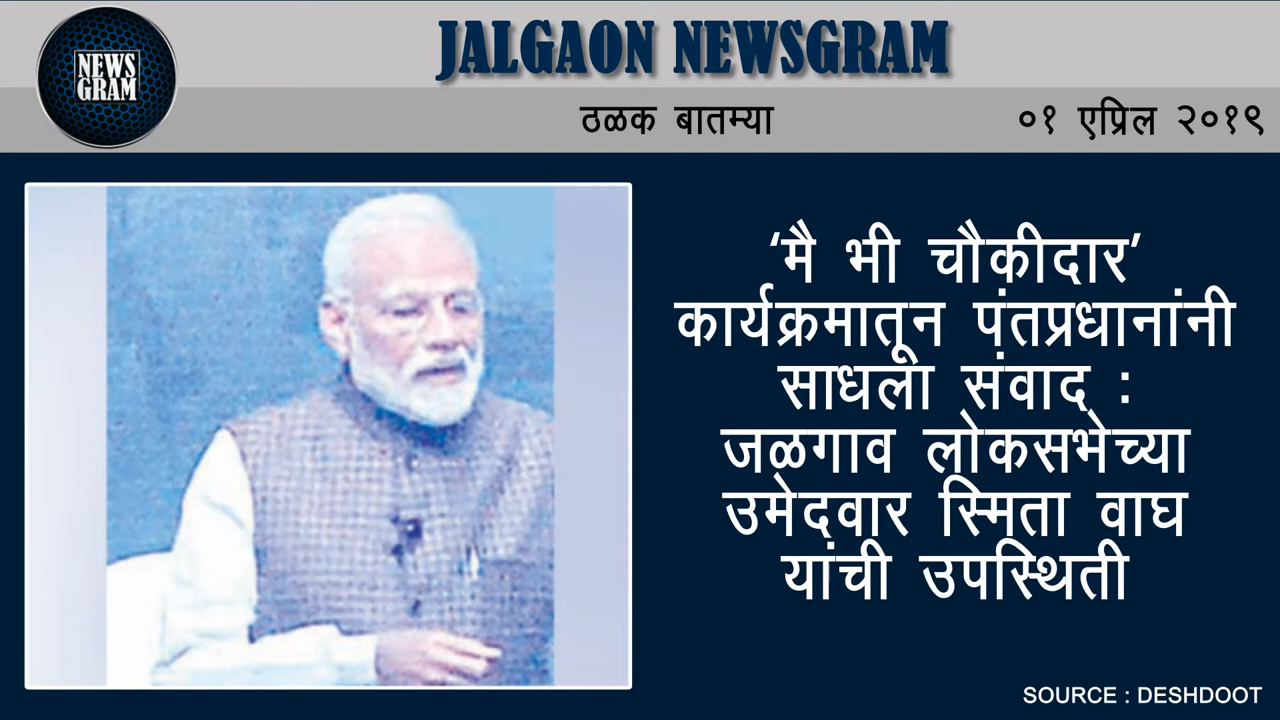 NEWS
GRAM
JALGAON NEWSGRAM
ठळक बातम्या
०१ एप्रिल २०१९
‘मै भी चौकीदार’
कार्यक्रमातून पंतप्रधानांनी
साधला संवाद :
जळगाव लोकसभेच्या
उमेदवार स्मिता वाघ
यांची उपस्थिती
SOURCE : DESHDOOT